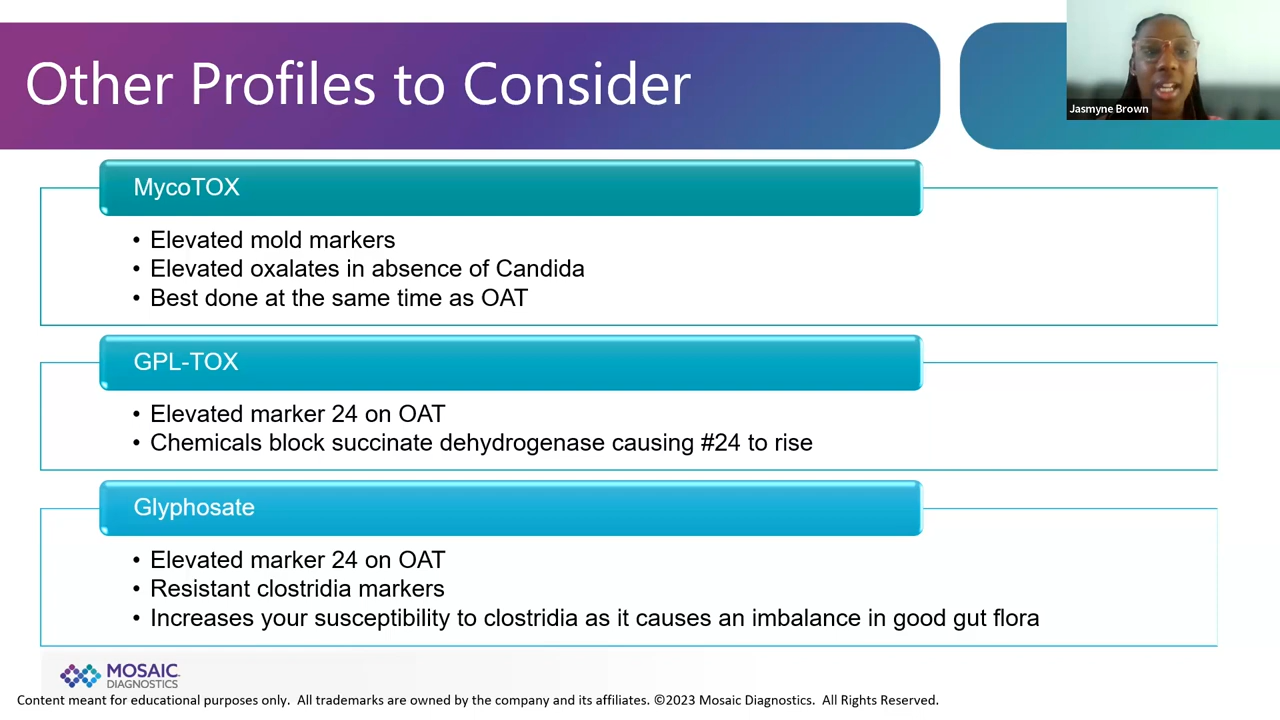 Other Profiles to Consider
Jasmyne Brown
MycoTOX
• Elevated mold markers
• Elevated oxalates in absence of Candida
• Best done at the same time as OAT
GPL-TOX
• Elevated marker 24 on OAT
• Chemicals block succinate dehydrogenase causing #24 to rise
Glyphosate
• Elevated marker 24 on OAT
• Resistant clostridia markers
• Increases your susceptibility to clostridia as it causes an imbalance in good gut flora
MOSAIC
DIAGNOSTICS
Content meant for educational purposes only. All trademarks are owned by the company and its affiliates. ©2023 Mosaic Diagnostics. All Rights Reserved.